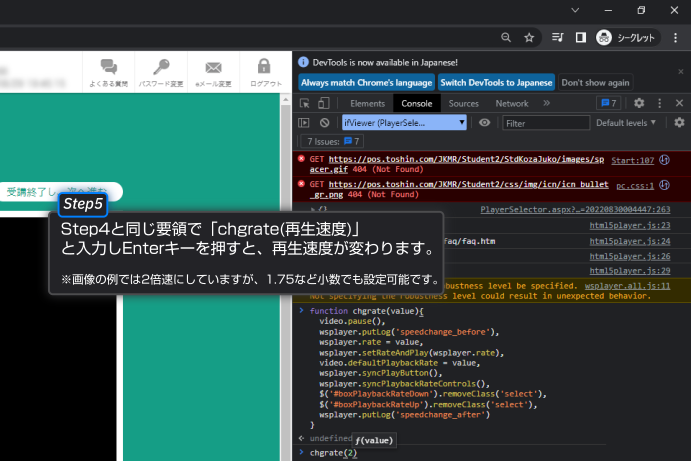 シークレット
よくある質問
パスワード変更
eメール変更
ログアウト
DevTools is now available in Japanese!
Always match Chrome's language
Switch DevTools to Japanese
Don't show again
Elements
Console
Sources
Network
»
7
ifViewer (PlayerSele...
Filter
Default levels
7 Issues:
7
GET https://pos.toshin.com/JKMR/Student2/StdKozaJuko/images/sp Start:107
acer.gif 404 (Not Found)
GET https://pos.toshin.com/JKMR/Student2/css/img/icn/icn_bullet pc.css:1
_gr.png 404 (Not Found)
PlayerSelector.aspx?…=20220830004447:263
html5player.js:23
faq/faq.htm html5player.js:24
html5player.js:26
html5player.js:29
bustness level be specified. wsplayer.all.js:11
Not specifying the robustness level could result in unexpected behavior.
受講終了し
次へ進む
Step5
Step4と同じ要領で「chgrate(再生速度)」
と入力しEnterキーを押すと、再生速度が変わります。
※画像の例では2倍速にしていますが、1.75など小数でも設定可能です。
function chgrate(value){
video.pause(),
wsplayer.putLog('speedchange_before'),
wsplayer.rate = value,
wsplayer.setRateAndPlay(wsplayer.rate),
video.defaultPlaybackRate = value,
wsplayer.syncPlayButton(),
wsplayer.syncPlaybackRateControls(),
$('#boxPlaybackRateDown').removeClass('select'),
$('#boxPlaybackRateUp').removeClass('select'),
wsplayer.putLog('speedchange_after')
}
undefined
ƒ(value)
chgrate(2)